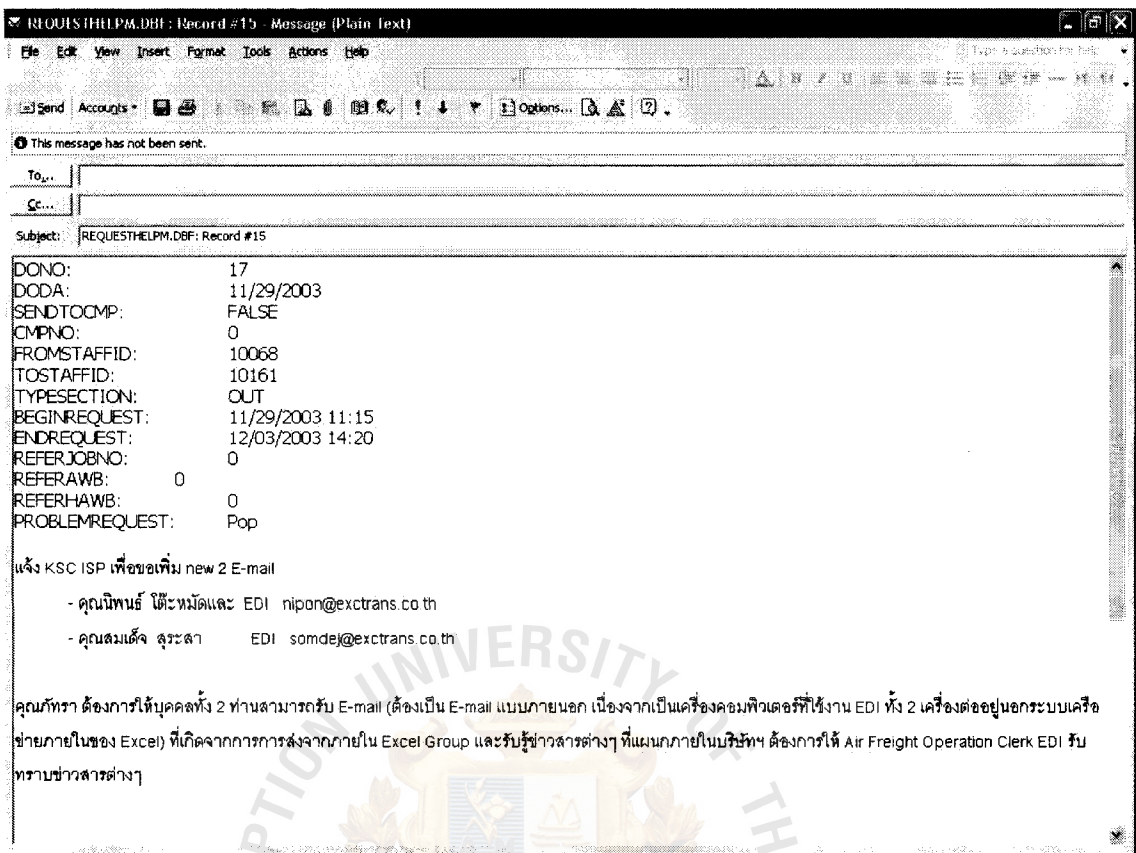 REQUESTHELPM.DBF: Record #15 - Message (Plain Text)
File Edit View Insert Format Tools Actions Help
Type a question for help
Send Accounts Options...
This message has not been sent.
To...
Cc...
Subject: REQUESTHELPM.DBF: Record #15
DONO: 17
DODA: 11/29/2003
SENDTOCMP: FALSE
CMPNO: 0
FROMSTAFFID: 10068
TOSTAFFID: 10161
TYPESECTION: OUT
BEGINREQUEST: 11/29/2003 11:15
ENDREQUEST: 12/03/2003 14:20
REFERJOBNO: 0
REFERAWB: 0
REFERHAWB: 0
PROBLEMREQUEST: Pop
แจ้ง KSC ISP เพื่อขอเพิ่ม new 2 E-mail
- คุณนิพนธ์ โต๊ะหมัดและ EDI nipon@exctrans.co.th
- คุณสมเด็จ สุระสา EDI somdej@exctrans.co.th
คุณภัทรา ต้องการให้บุคคลทั้ง 2 ท่านสามารถรับ E-mail (ต้องเป็น E-mail แบบภายนอก เนื่องจากเป็นเครื่องคอมพิวเตอร์ที่ใช้งาน EDI ทั้ง 2 เครื่องต่ออยู่นอกระบบเครือ
ข่ายภายในของ Excel) ที่เกิดจากการการส่งจากภายใน Excel Group และรับรู้ข่าวสารต่างๆ ที่แผนกภายในบริษัทฯ ต้องการให้ Air Freight Operation Clerk EDI รับ
ทราบข่าวสารต่างๆ
UNIVERSITY